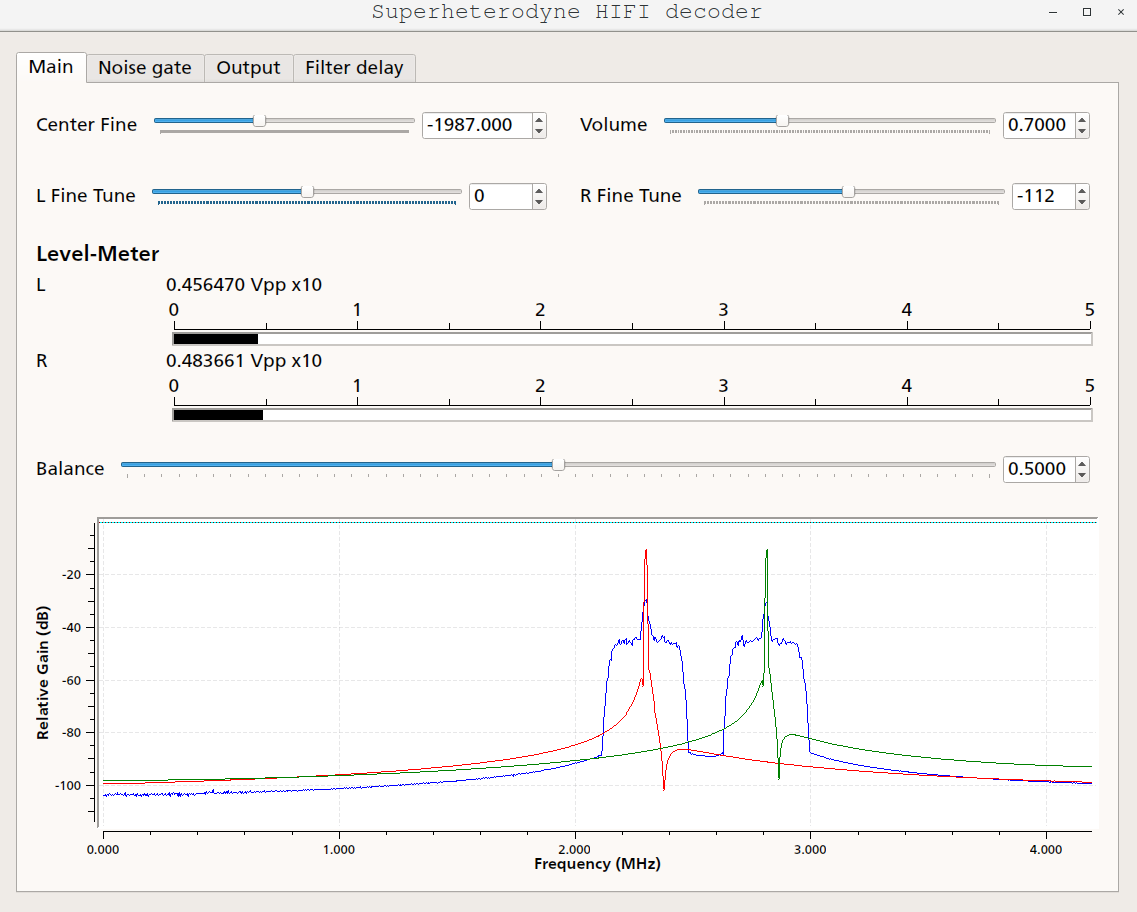 Superheterodyne HIFI decoder
Main Noise gate Output Filter delay
Center Fine -1987.000 Volume 0.7000
L Fine Tune 0 R Fine Tune -112
Level-Meter
L 0.456470 Vpp x10
0 1 2 3 4 5
R 0.483661 Vpp x10
0 1 2 3 4 5
Balance 0.5000
Relative Gain (dB)
-20
-40
-60
-80
-100
0.000 1.000 2.000 3.000 4.000
Frequency (MHz)